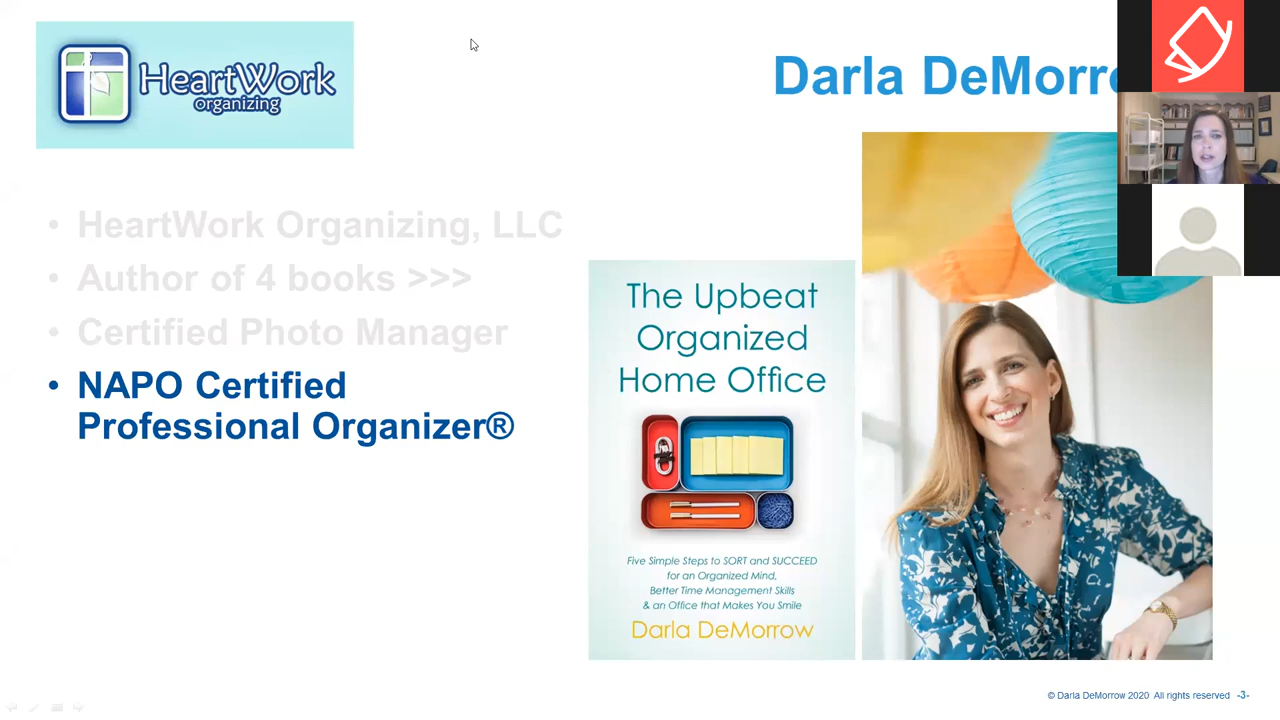 HeartWork
organizing
Darla DeMorro
• HeartWork Organizing, LLC
• Author of 4 books >>>
• Certified Photo Manager
• NAPO Certified
Professional Organizer®
The Upbeat
Organized
Home Office
Five Simple Steps to SORT and SUCCEED
for an Organized Mind,
Better Time Management Skills
& an Office that Makes You Smile
Darla DeMorrow
© Darla DeMorrow 2020 All rights reserved -3-